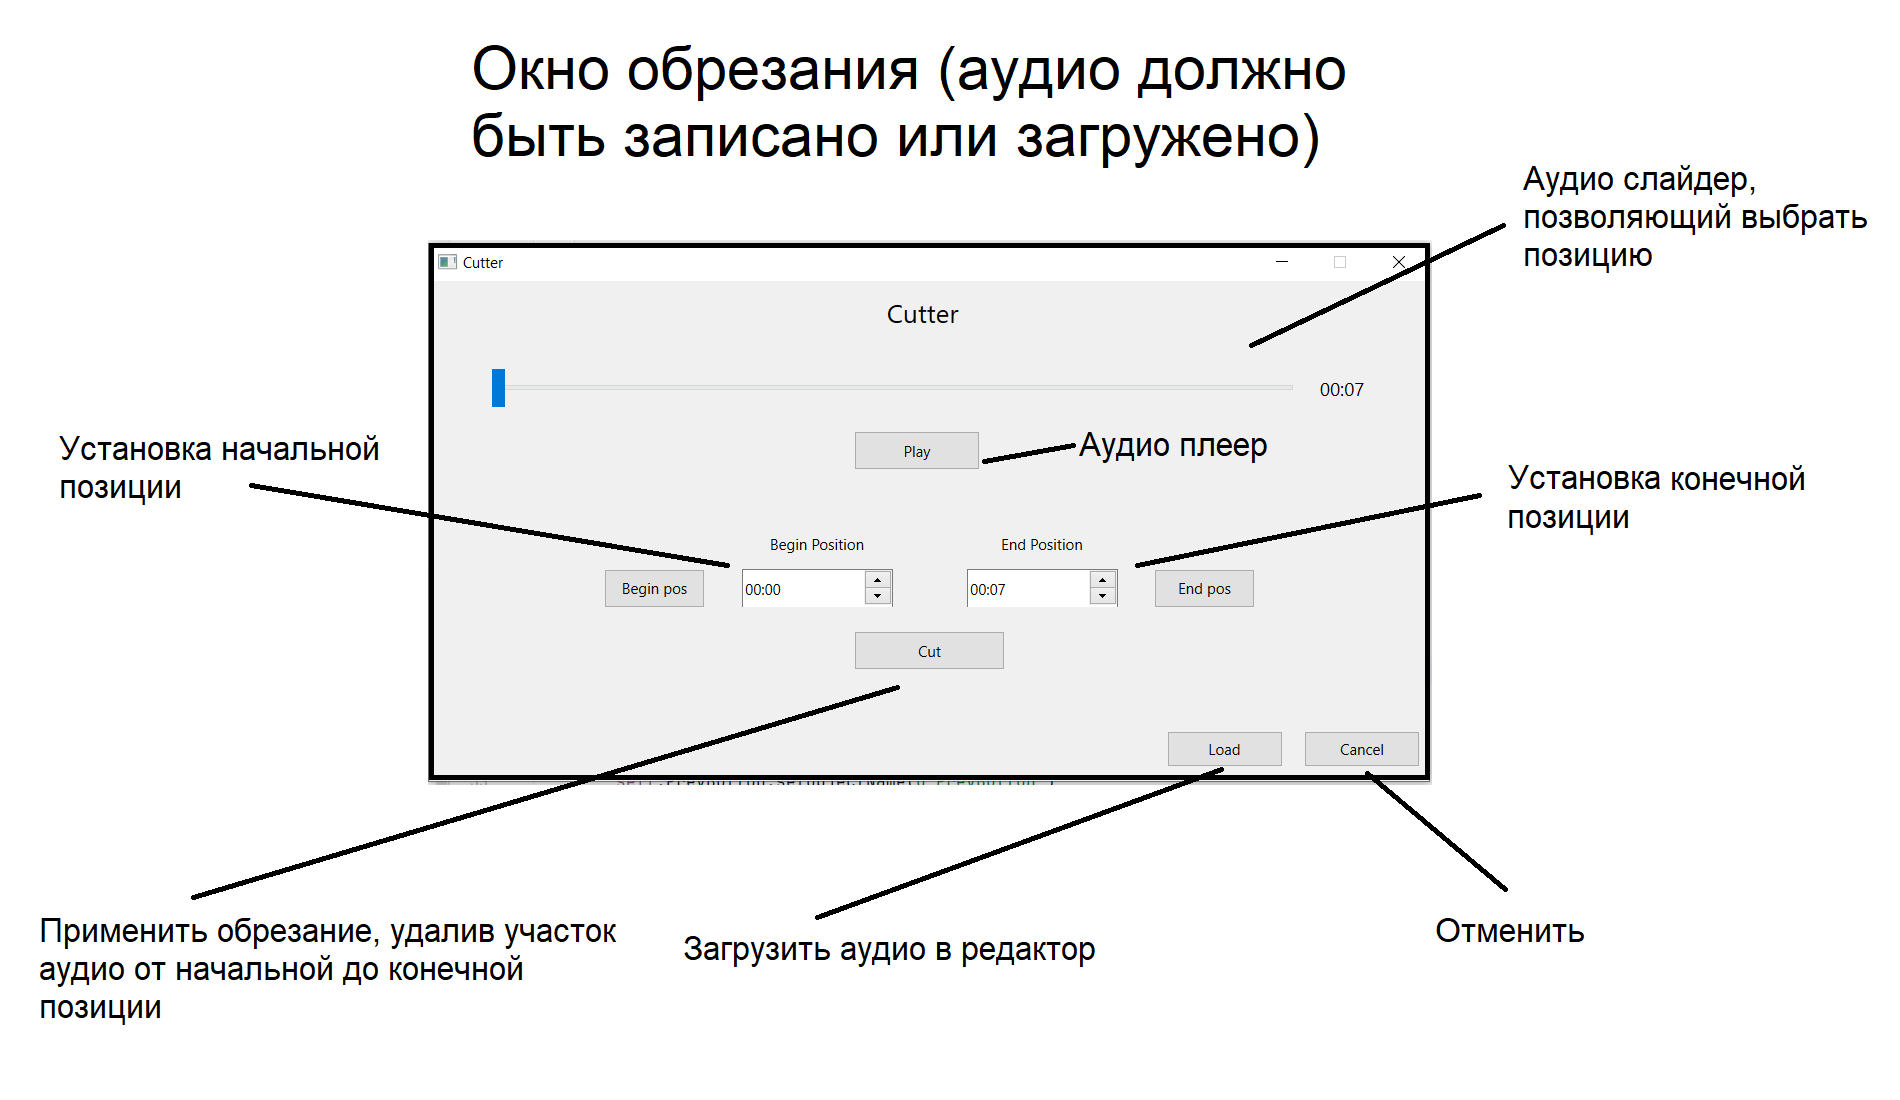 Окно обрезания (аудио должно
быть записано или загружено)
Аудио слайдер,
позволяющий выбрать
позицию
Cutter
Cutter
00:07
Установка начальной
позиции
Play
Аудио плеер
Установка конечной
позиции
Begin Position
End Position
Begin pos
00:00
00:07
End pos
Cut
Load
Cancel
Применить обрезание, удалив участок
аудио от начальной до конечной
позиции
Загрузить аудио в редактор
Отменить